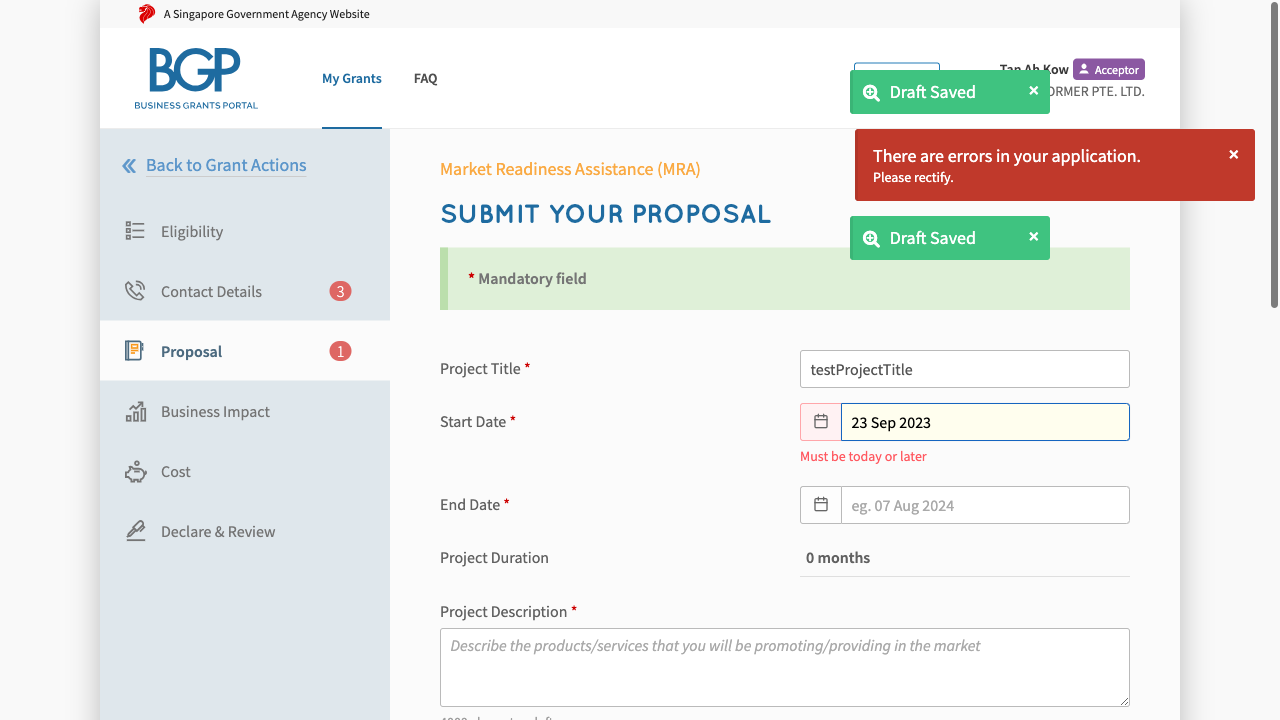 A Singapore Government Agency Website
BGP
BUSINESS GRANTS PORTAL
My Grants
FAQ
Tan Ah Kow
Acceptor
ORMER PTE. LTD.
Draft Saved
There are errors in your application.
Please rectify.
Draft Saved
Back to Grant Actions
Eligibility
Contact Details 3
Proposal 1
Business Impact
Cost
Declare & Review
Market Readiness Assistance (MRA)
SUBMIT YOUR PROPOSAL
* Mandatory field
Project Title * testProjectTitle
Start Date * 23 Sep 2023
Must be today or later
End Date * eg. 07 Aug 2024
Project Duration 0 months
Project Description *
Describe the products/services that you will be promoting/providing in the market